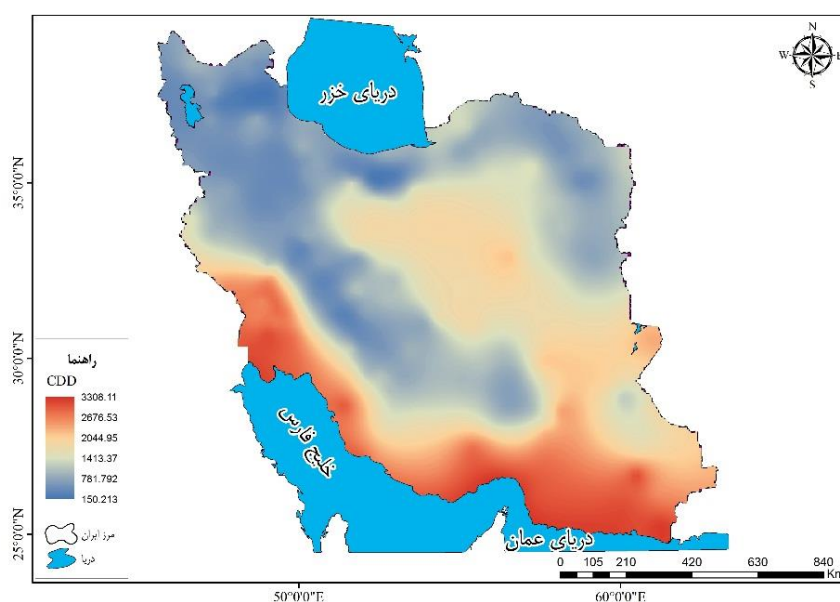 N
W E
S
دریای خزر
35°0'0"N
30°0'0"N
25°0'0"N
راهنما
CDD
3308.11
2676.53
2044.95
1413.37
781.792
150.213
مرز ایران
دریا
خلیج فارس
دریای عمان
0 105 210 420 630 840
Km
50°0'0"E
60°0'0"E